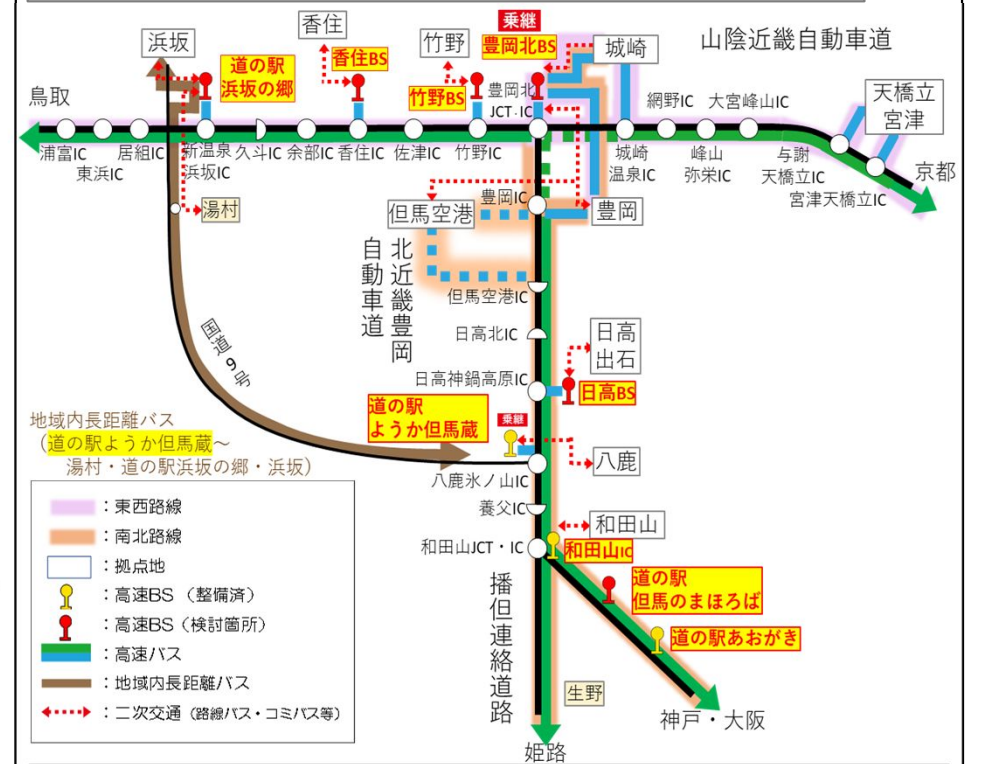 乗継
浜坂
香住
竹野
豊岡北BS
城崎
山陰近畿自動車道
道の駅
浜坂の郷
香住BS
竹野BS
豊岡北
JCT・IC
鳥取
網野IC
大宮峰山IC
天橋立
宮津
浦富IC
東浜IC
居組IC
新温泉
浜坂IC
久斗IC
余部IC
香住IC
佐津IC
竹野IC
城崎
温泉IC
峰山
弥栄IC
与謝
天橋立IC
宮津天橋立IC
京都
湯村
豊岡IC
但馬空港
豊岡
北近畿豊岡
自動車道
但馬空港IC
日高北IC
国道9号
日高
出石
日高神鍋高原IC
日高BS
道の駅
ようか但馬蔵
乗継
地域内長距離バス
（道の駅ようか但馬蔵～
湯村・道の駅浜坂の郷・浜坂）
八鹿
八鹿氷ノ山IC
養父IC
和田山
和田山JCT・IC
和田山IC
：東西路線
：南北路線
：拠点地
：高速BS（整備済）
：高速BS（検討箇所）
：高速バス
：地域内長距離バス
：二次交通（路線バス・コミバス等）
播但連絡道路
道の駅
但馬のまほろば
道の駅あおがき
生野
神戸・大阪
姫路